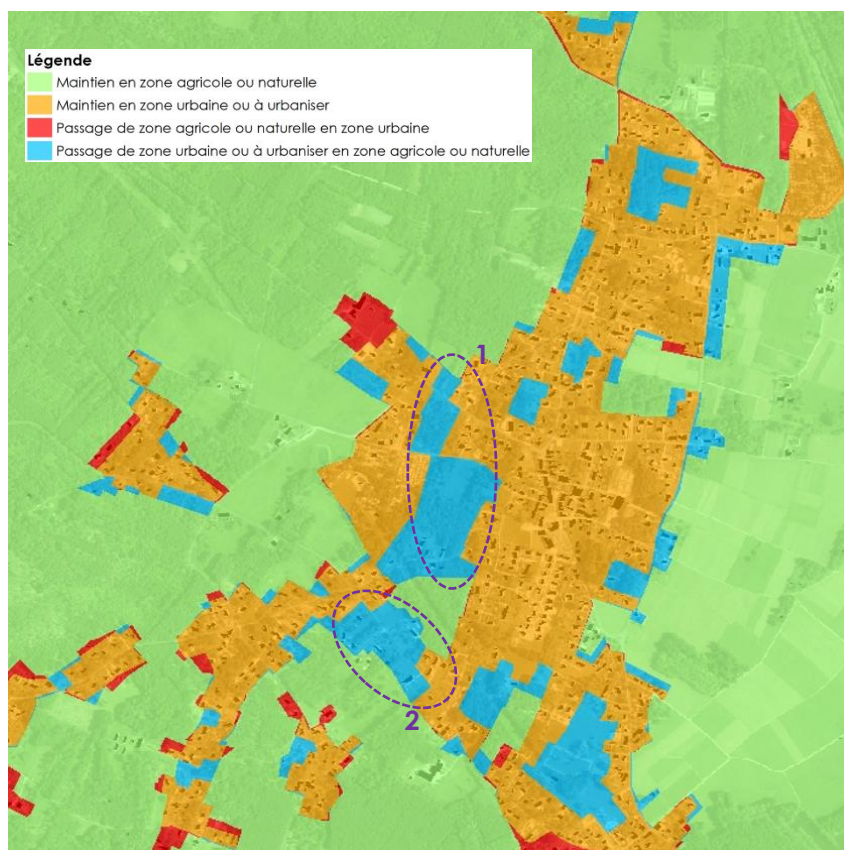 Légende
Maintien en zone agricole ou naturelle
Maintien en zone urbaine ou à urbaniser
Passage de zone agricole ou naturelle en zone urbaine
Passage de zone urbaine ou à urbaniser en zone agricole ou naturelle
1
2